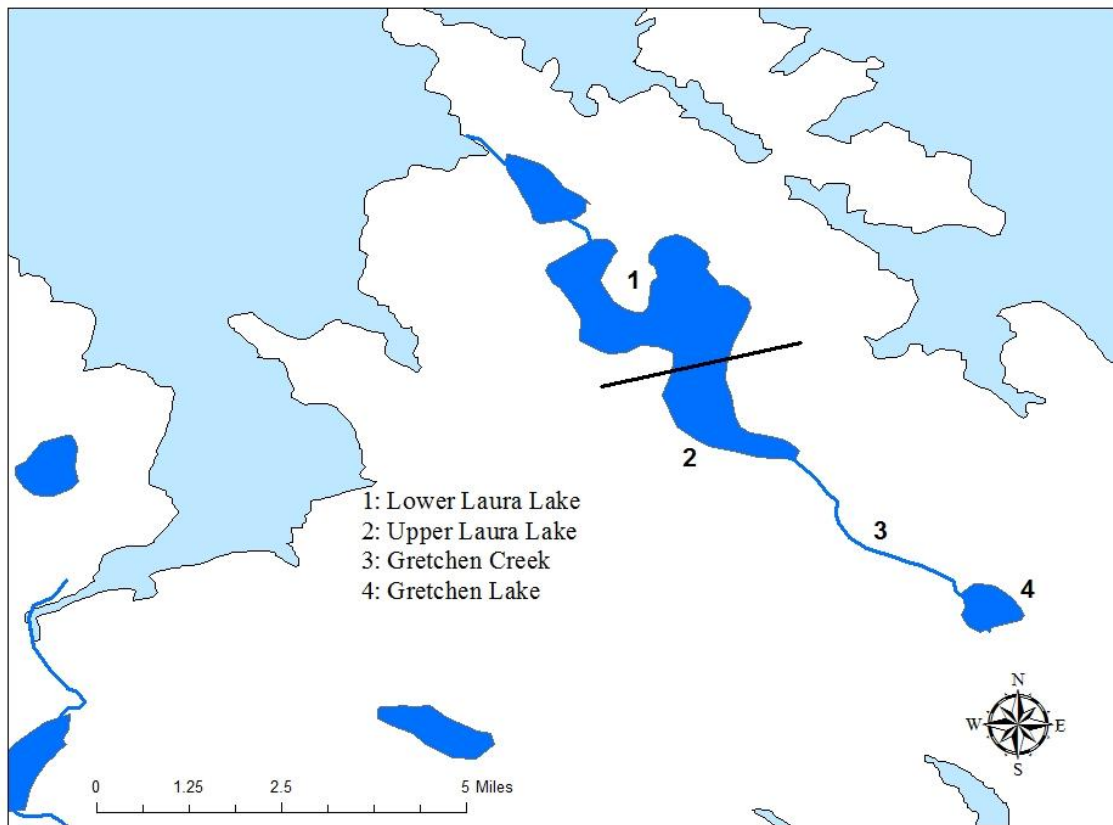 1
2
3
4
1: Lower Laura Lake
2: Upper Laura Lake
3: Gretchen Creek
4: Gretchen Lake
N
W E
S
0 1.25 2.5 5 Miles